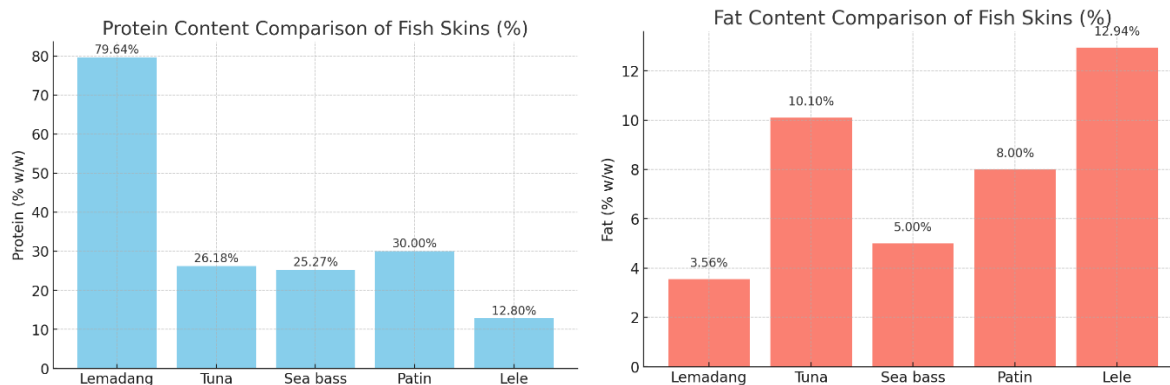 Protein Content Comparison of Fish Skins (%)
79.64%
80
70
60
50
40
30
20
10
0
Protein (% w/w)
26.18%
25.27%
30.00%
12.80%
Lemadang
Tuna
Sea bass
Patin
Lele
Fat Content Comparison of Fish Skins (%)
12.94%
12
10
8
6
4
2
0
Fat (% w/w)
3.56%
10.10%
5.00%
8.00%
Lemadang
Tuna
Sea bass
Patin
Lele